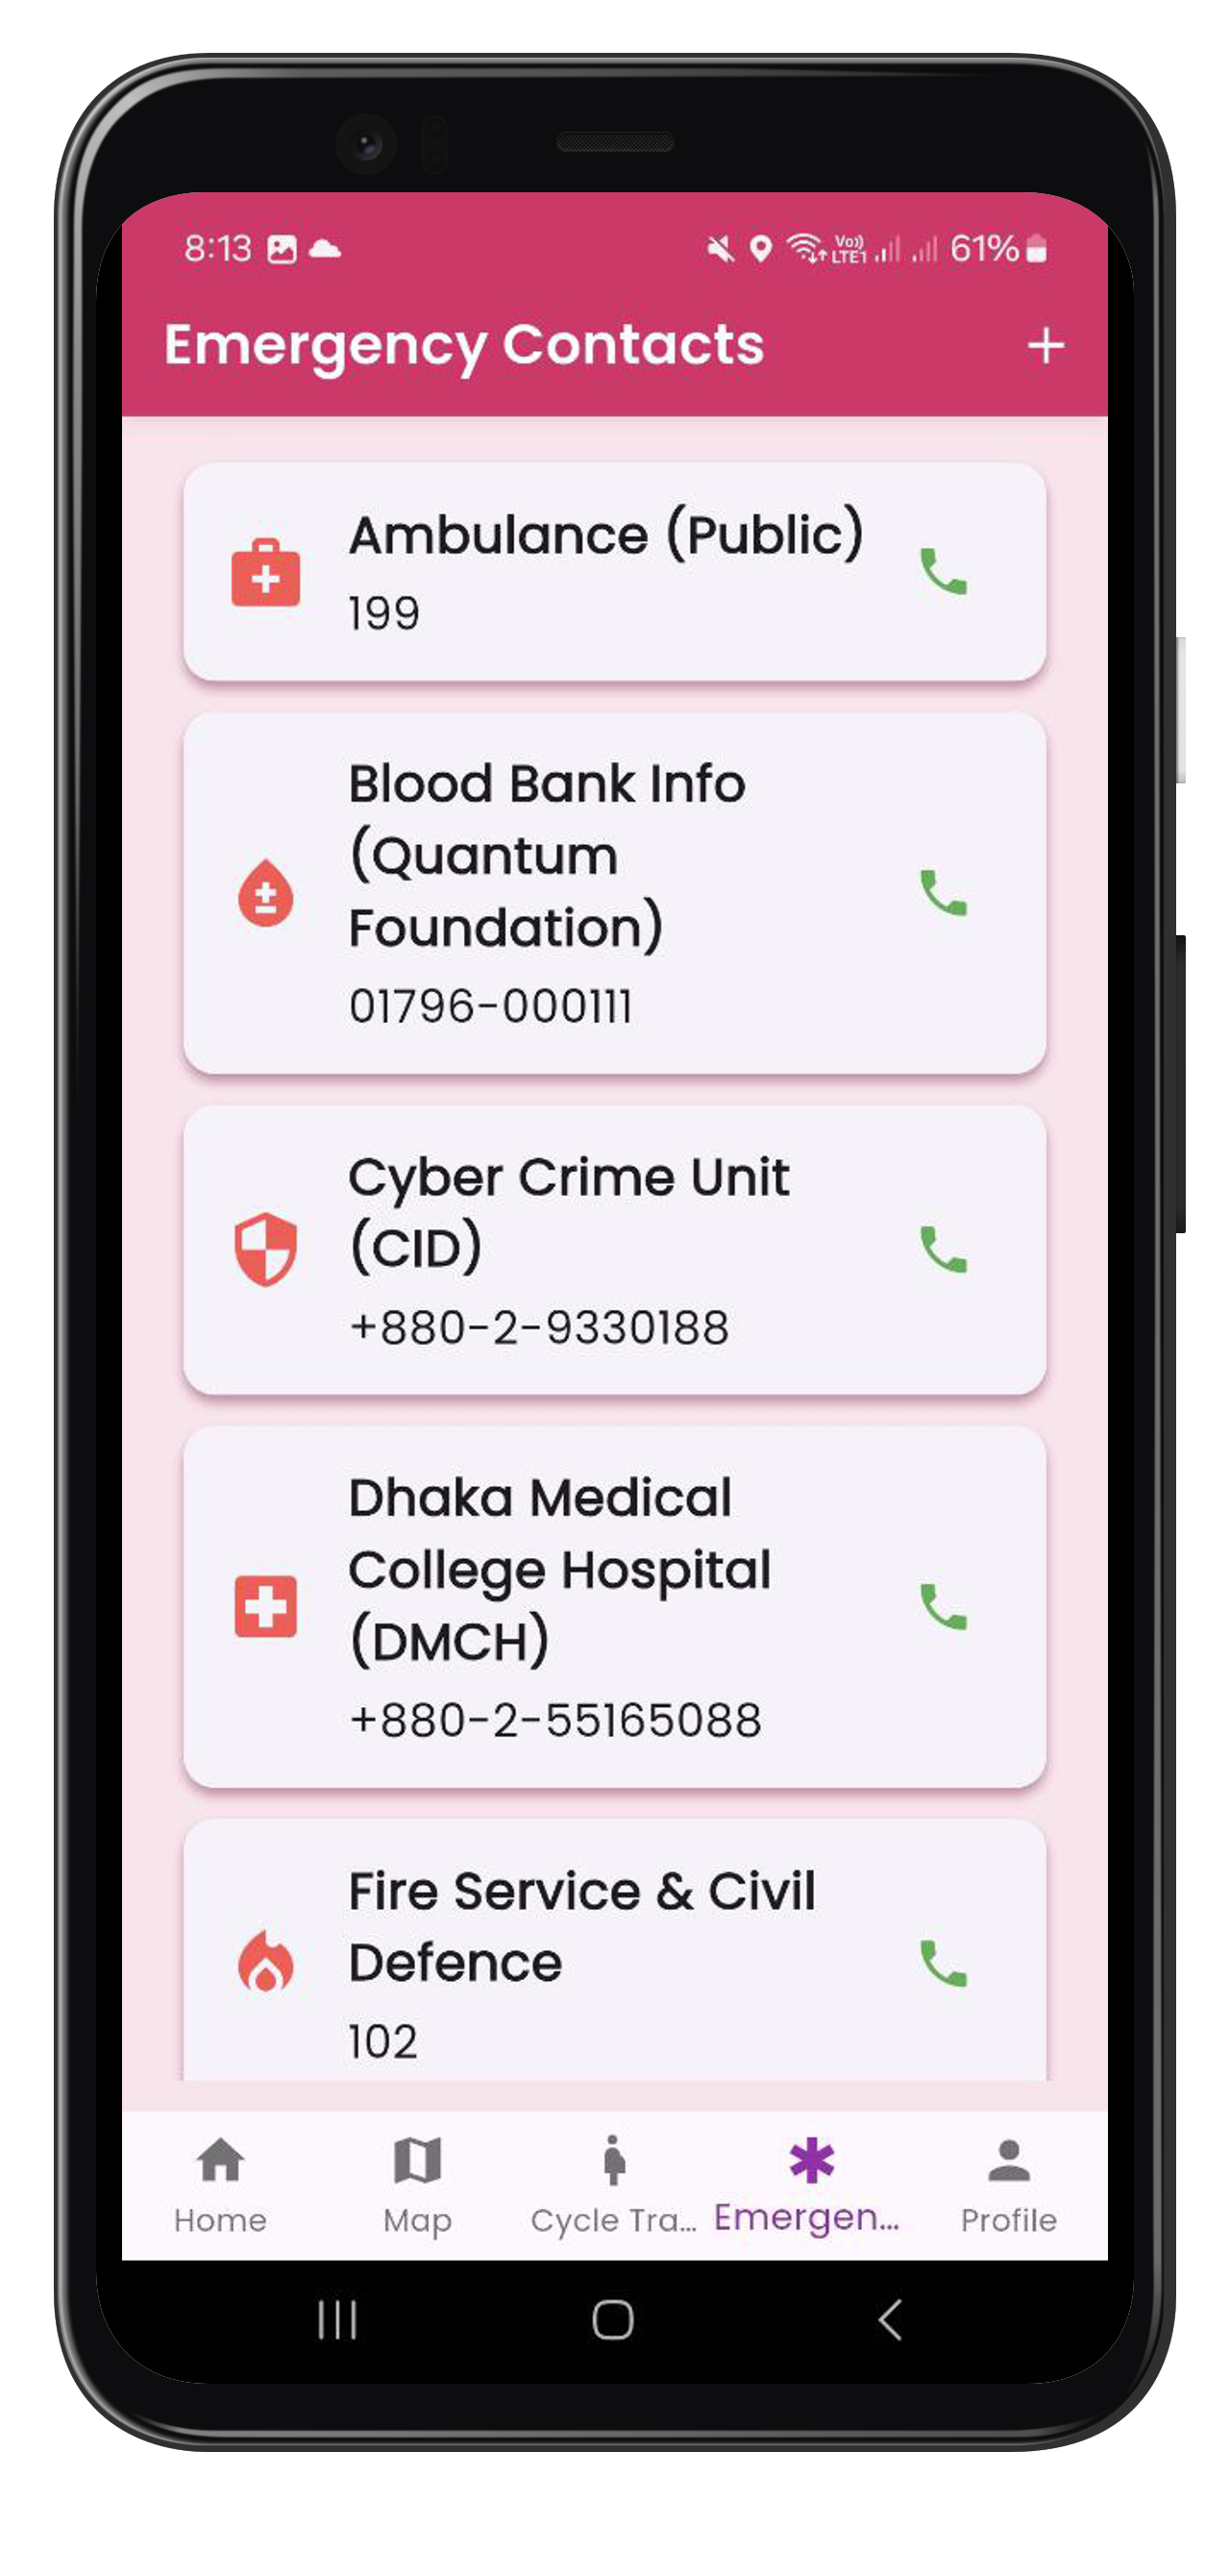 8:13
Vo))
LTE1
61%
Emergency Contacts
+
Ambulance (Public)
199
Blood Bank Info
(Quantum
Foundation)
01796-000111
Cyber Crime Unit
(CID)
+880-2-9330188
Dhaka Medical
College Hospital
(DMCH)
+880-2-55165088
Fire Service & Civil
Defence
102
Home
Map
Cycle Tra...
Emergen...
Profile